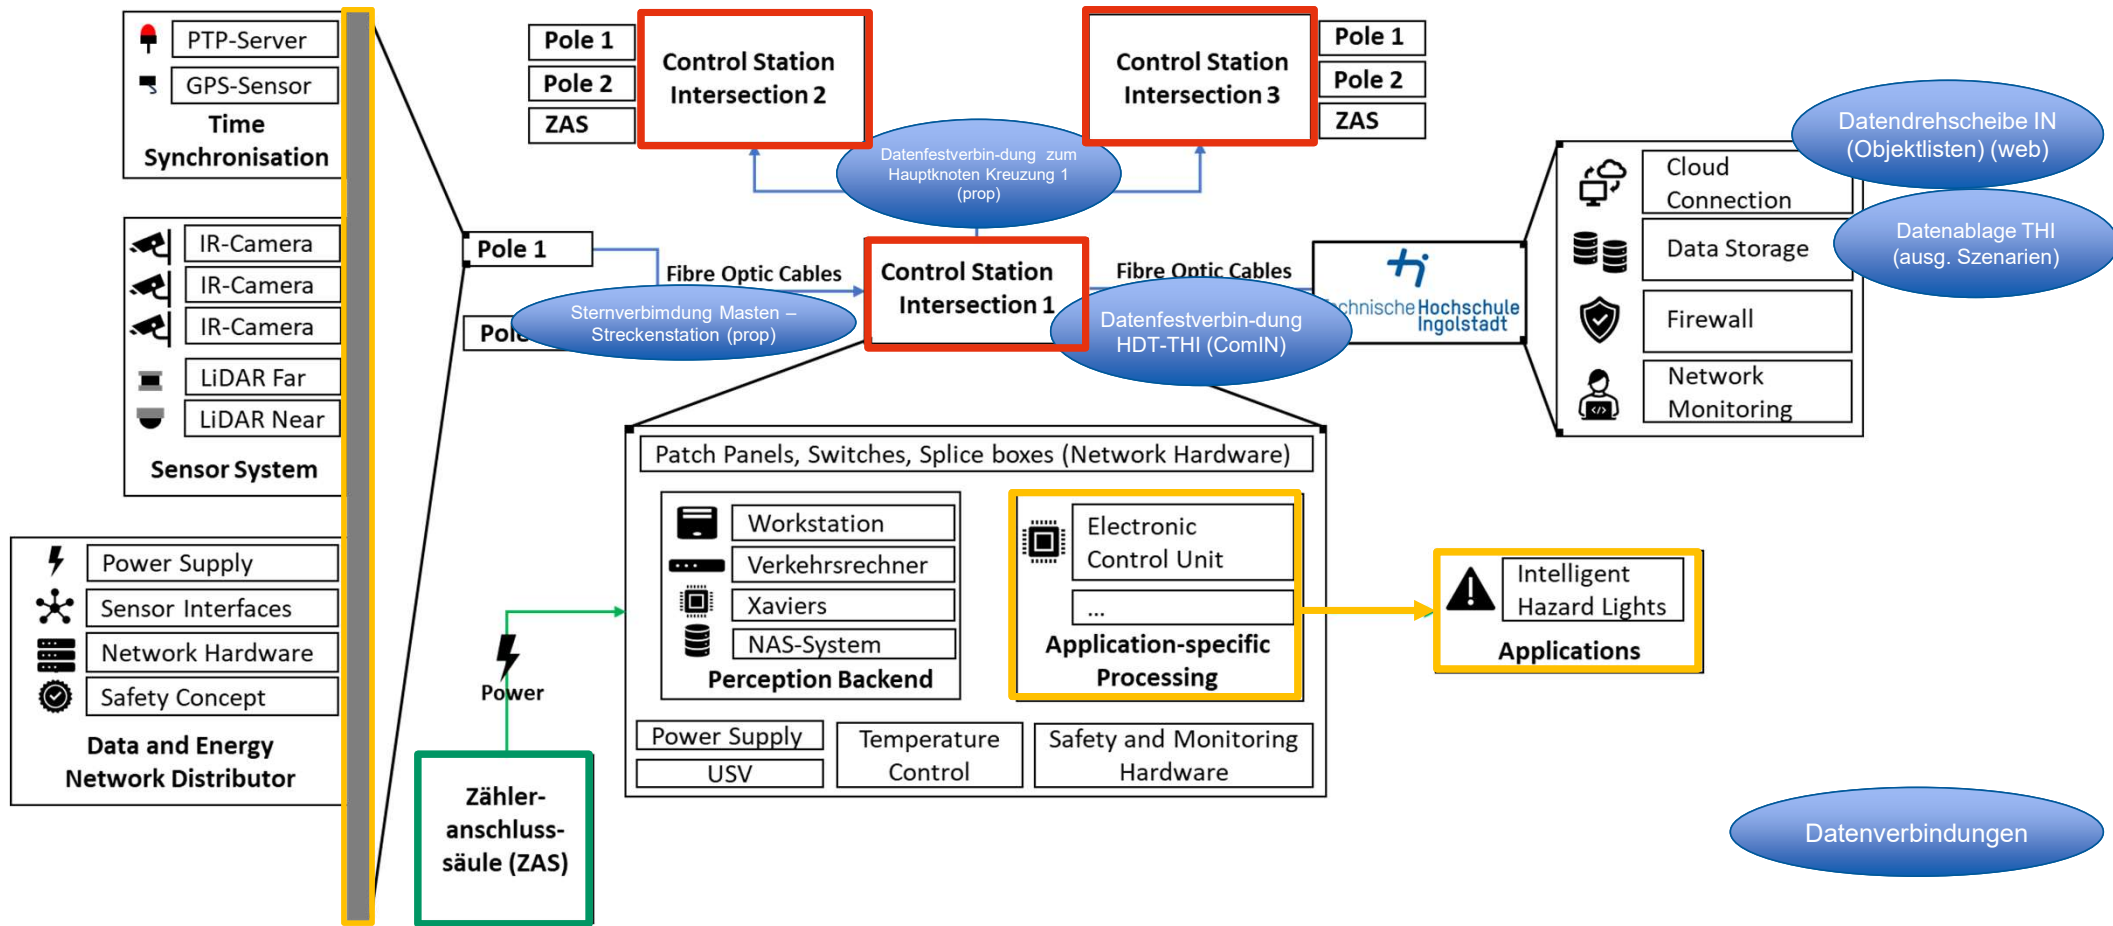 PTP-Server
GPS-Sensor
Time
Synchronisation
IR-Camera
IR-Camera
IR-Camera
LiDAR Far
LiDAR Near
Sensor System
Power Supply
Sensor Interfaces
Network Hardware
Safety Concept
Data and Energy
Network Distributor
Pole 1
Pole 2
ZAS
Control Station
Intersection 2
Control Station
Intersection 3
Pole 1
Pole 2
ZAS
Datenfestverbin-dung zum
Hauptknoten Kreuzung 1
(prop)
Pole 1
Fibre Optic Cables
Sternverbimdung Masten –
Streckenstation (prop)
Control Station
Intersection 1
Fibre Optic Cables
Datenfestverbin-dung
HDT-THI (ComIN)
Hochschule
Ingolstadt
Datendrehscheibe IN
(Objektlisten) (web)
Cloud
Connection
Datenablage THI
(ausg. Szenarien)
Data Storage
Firewall
Network
Monitoring
Patch Panels, Switches, Splice boxes (Network Hardware)
Workstation
Verkehrsrechner
Xaviers
NAS-System
Perception Backend
Electronic
Control Unit
...
Application-specific
Processing
Intelligent
Hazard Lights
Applications
Power
Power Supply
USV
Temperature
Control
Safety and Monitoring
Hardware
Zähler-
anschluss-
säule (ZAS)
Datenverbindungen